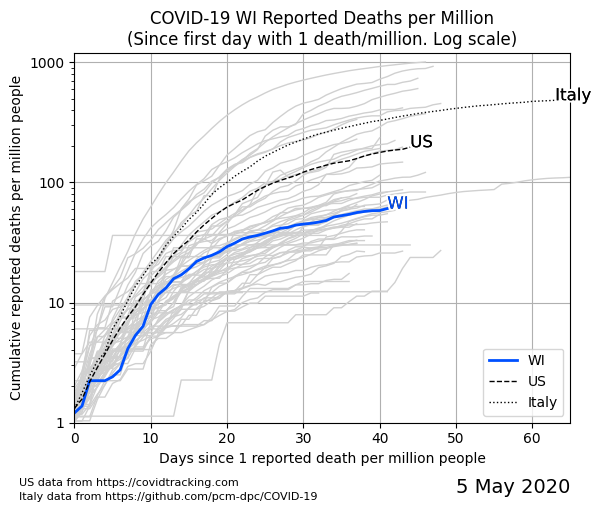 COVID-19 WI Reported Deaths per Million
(Since first day with 1 death/million. Log scale)
Cumulative reported deaths per million people
1000
100
10
1
Italy
US
WI
WI
US
Italy
0 10 20 30 40 50 60
Days since 1 reported death per million people
US data from https://covidtracking.com
Italy data from https://github.com/pcm-dpc/COVID-19
5 May 2020